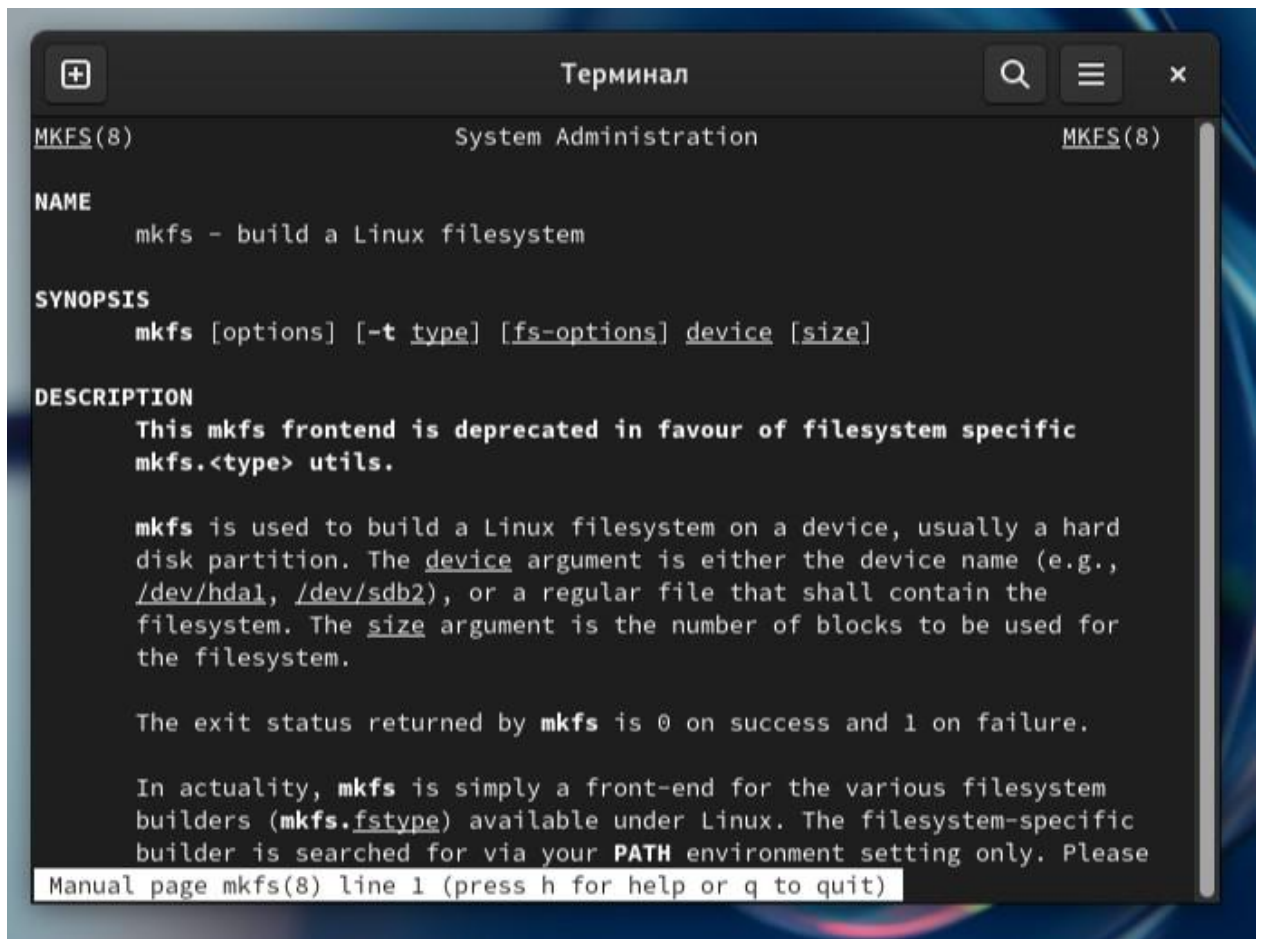 Терминал
MKFS(8) System Administration MKFS(8)
NAME
mkfs - build a Linux filesystem
SYNOPSIS
mkfs [options] [-t type] [fs-options] device [size]
DESCRIPTION
This mkfs frontend is deprecated in favour of filesystem specific
mkfs.<type> utils.
mkfs is used to build a Linux filesystem on a device, usually a hard
disk partition. The device argument is either the device name (e.g.,
/dev/hda1, /dev/sdb2), or a regular file that shall contain the
filesystem. The size argument is the number of blocks to be used for
the filesystem.
The exit status returned by mkfs is 0 on success and 1 on failure.
In actuality, mkfs is simply a front-end for the various filesystem
builders (mkfs.fstype) available under Linux. The filesystem-specific
builder is searched for via your PATH environment setting only. Please
Manual page mkfs(8) line 1 (press h for help or q to quit)